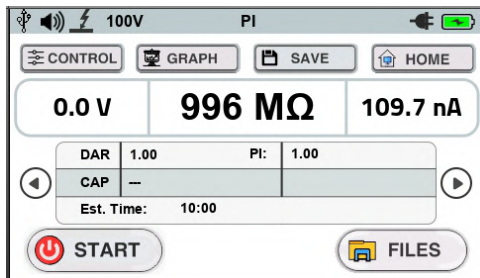 100V PI
CONTROL GRAPH SAVE HOME
0.0 V 996 MΩ 109.7 nA
DAR 1.00 PI: 1.00
CAP ---
Est. Time: 10:00
START FILES